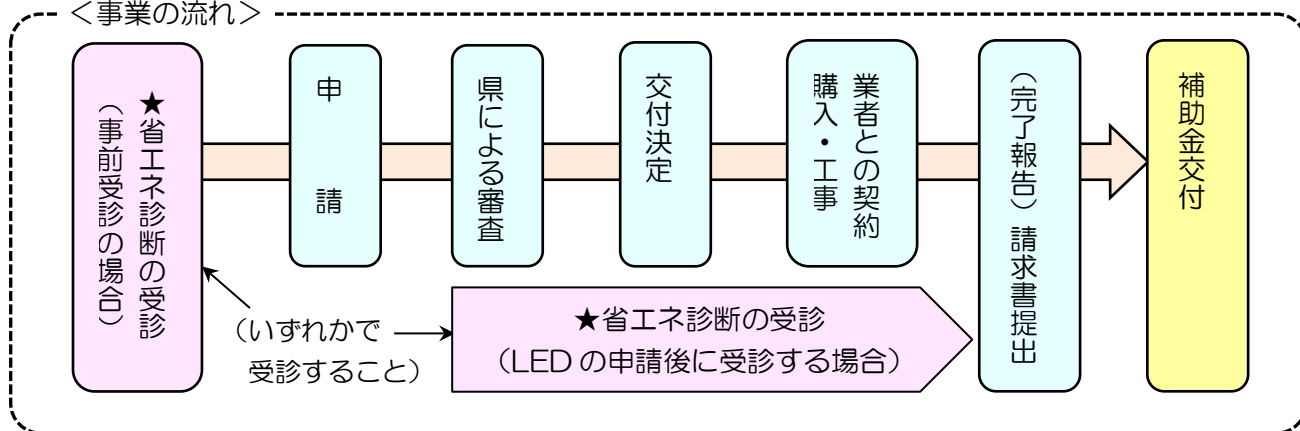 ＜事業の流れ＞
★省エネ診断の受診
（事前受診の場合）
申請
県による審査
交付決定
業者との契約
購入・工事
（完了報告）請求書提出
補助金交付
（いずれかで
受診すること）
★省エネ診断の受診
（LED の申請後に受診する場合）